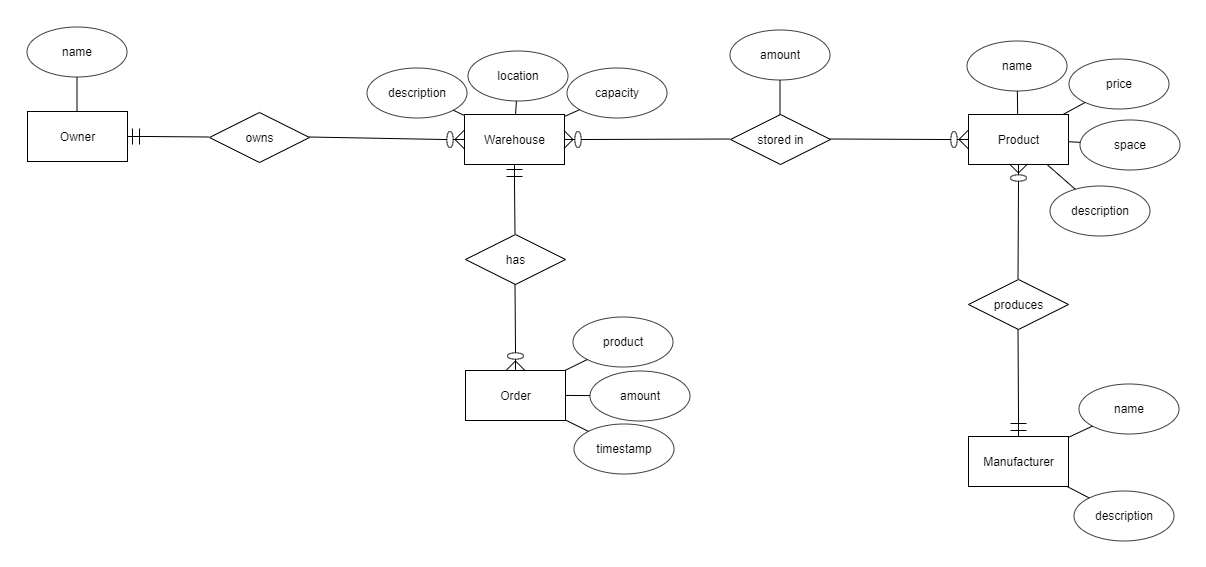 name
Owner
owns
description
location
capacity
Warehouse
amount
stored in
name
price
Product
space
description
has
produces
product
Order
amount
timestamp
name
Manufacturer
description